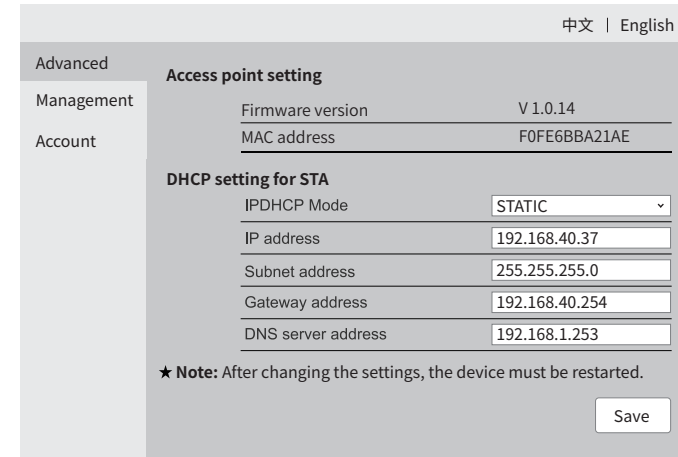 中文 | English
Advanced
Management
Account
Access point setting
Firmware version V 1.0.14
MAC address F0FE6BBA21AE
DHCP setting for STA
IPDHCP Mode STATIC
IP address 192.168.40.37
Subnet address 255.255.255.0
Gateway address 192.168.40.254
DNS server address 192.168.1.253
★ Note: After changing the settings, the device must be restarted.
Save